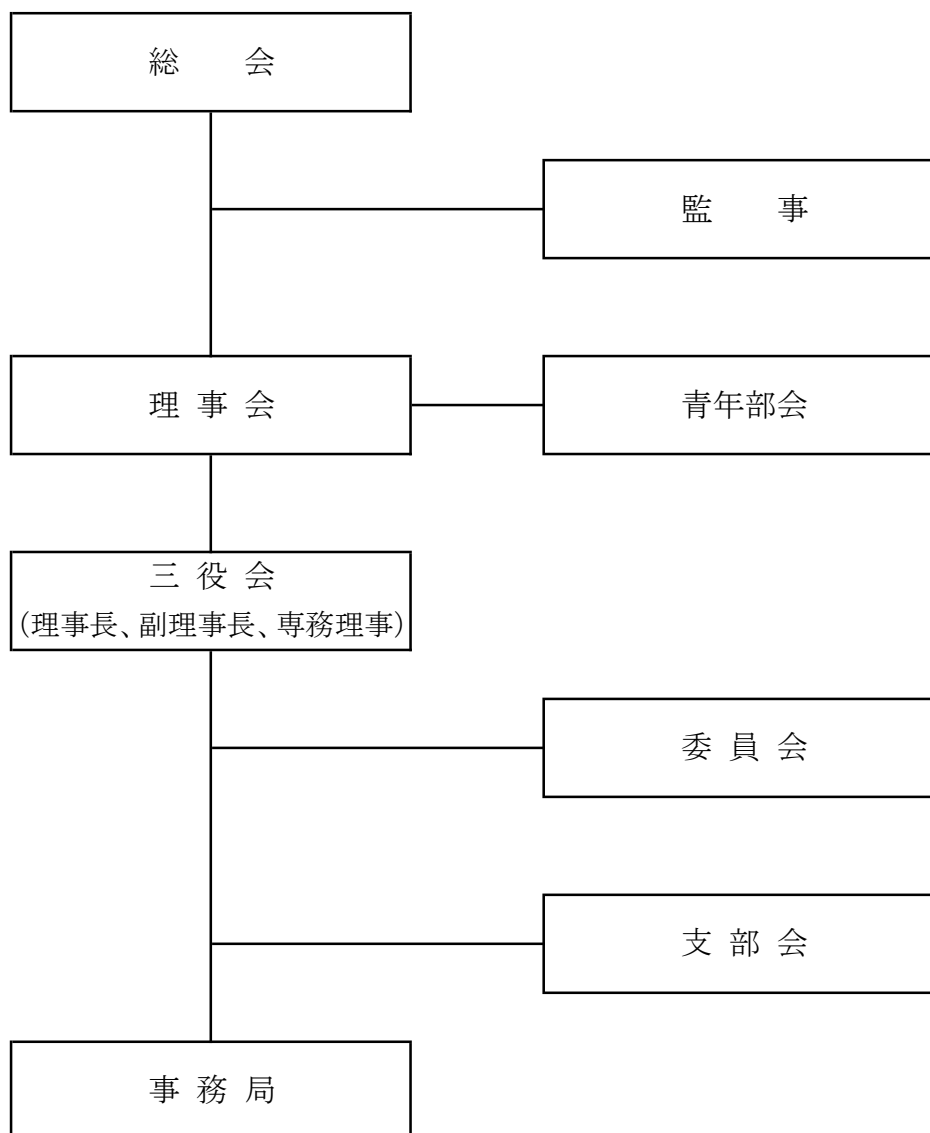 総　会
監　事
理 事 会
青年部会
三 役 会
(理事長、副理事長、専務理事)
委 員 会
支 部 会
事 務 局